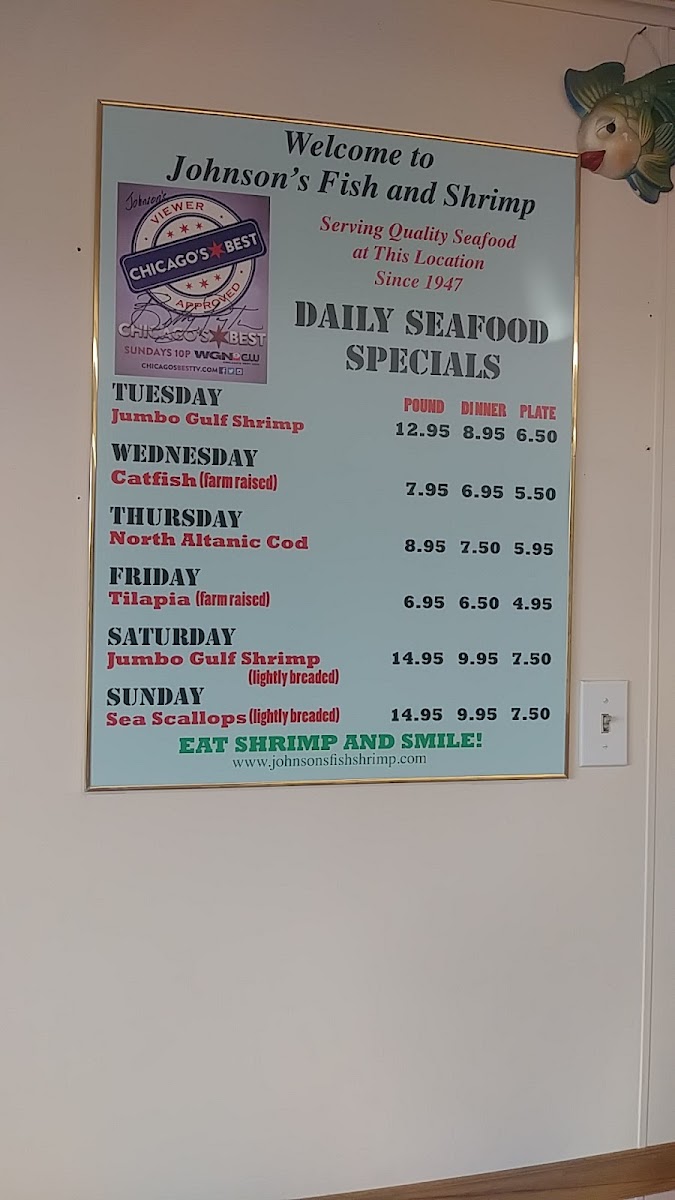 Welcome to
Johnson's Fish and Shrimp
Johnson's
VIEWER
CHICAGO'S BEST
APPROVED
CHICAGO'S BEST
SUNDAYS 10P WGN CW
CHICAGOSBESTTV.COM
Serving Quality Seafood
at This Location
Since 1947
DAILY SEAFOOD
SPECIALS
POUND DINNER PLATE
TUESDAY
Jumbo Gulf Shrimp 12.95 8.95 6.50
WEDNESDAY
Catfish (farm raised) 7.95 6.95 5.50
THURSDAY
North Altanic Cod 8.95 7.50 5.95
FRIDAY
Tilapia (farm raised) 6.95 6.50 4.95
SATURDAY
Jumbo Gulf Shrimp 14.95 9.95 7.50
(lightly breaded)
SUNDAY
Sea Scallops (lightly breaded) 14.95 9.95 7.50
EAT SHRIMP AND SMILE!
www.johnsonsfishshrimp.com